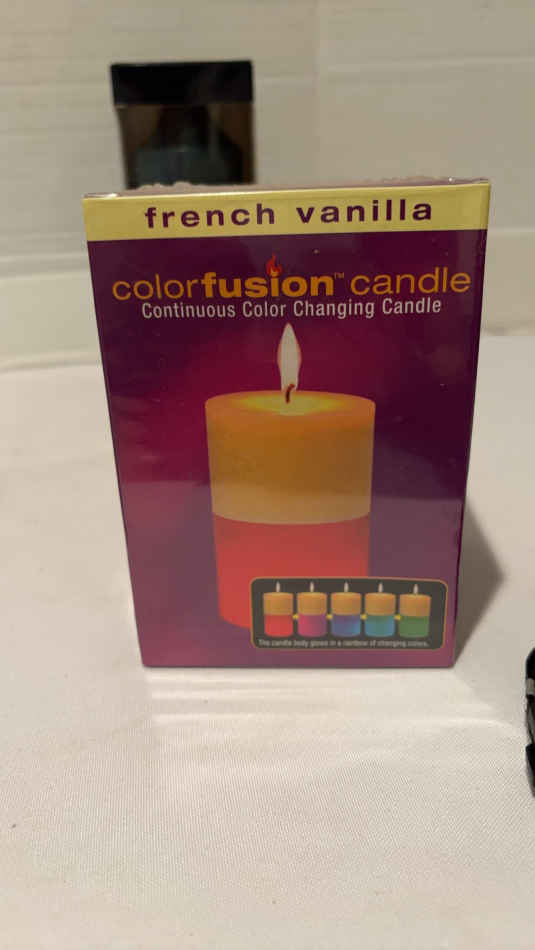 french vanilla
colorfusion™ candle
Continuous Color Changing Candle
The candle body glows in a rainbow of changing colors.